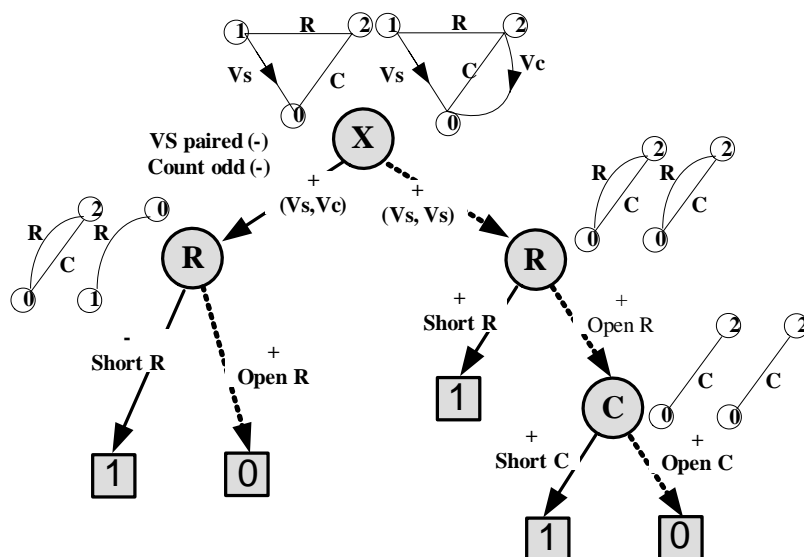 1 R 2 1 R 2
Vs C Vs C Vc
0 0
VS paired (-)
Count odd (-)
X
+ +
(Vs,Vc) (Vs, Vs)
2 0
R C R
0 1
R
2 2
R C R C
0 0
R
- +
Short R Open R
+ +
Short R Open R
1 0
1
C
2 2
C C
0 0
+ +
Short C Open C
1 0